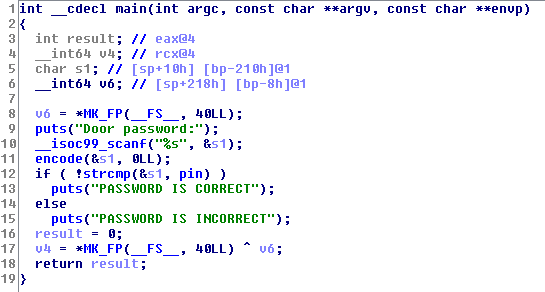 1 int __cdecl main(int argc, const char **argv, const char **envp)
2 {
3   int result; // eax@4
4   __int64 v4; // rcx@4
5   char s1; // [sp+10h] [bp-210h]@1
6   __int64 v6; // [sp+218h] [bp-8h]@1
7
8   v6 = *MK_FP(__FS__, 40LL);
9   puts("Door password:");
10   __isoc99_scanf("%s", &s1);
11   encode(&s1, 0LL);
12   if ( !strcmp(&s1, pin) )
13     puts("PASSWORD IS CORRECT");
14   else
15     puts("PASSWORD IS INCORRECT");
16   result = 0;
17   v4 = *MK_FP(__FS__, 40LL) ^ v6;
18   return result;
19 }